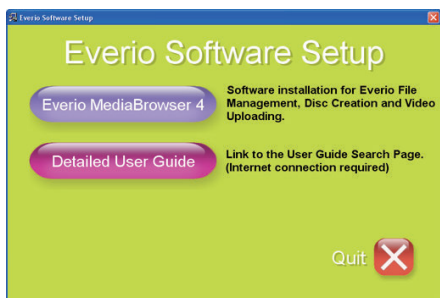 Everio Software Setup
Everio Software Setup
Everio MediaBrowser 4
Software installation for Everio File
Management, Disc Creation and Video
Uploading.
Detailed User Guide
Link to the User Guide Search Page.
(Internet connection required)
Quit